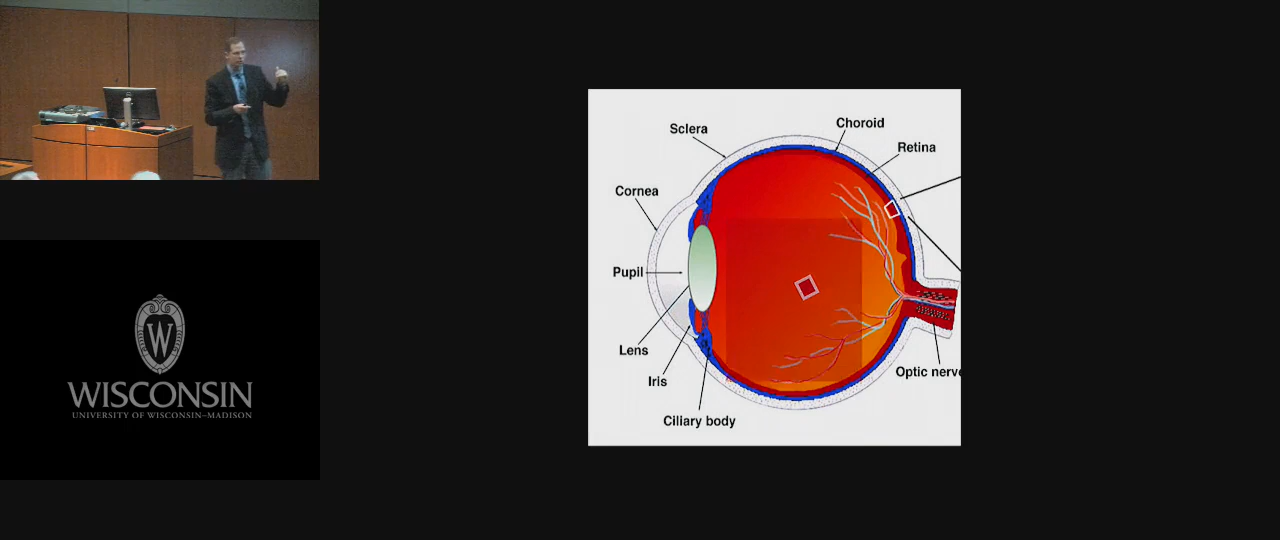 Sclera
Choroid
Retina
Cornea
Pupil
Lens
Iris
Ciliary body
Optic nerve
W
WISCONSIN
UNIVERSITY OF WISCONSIN–MADISON